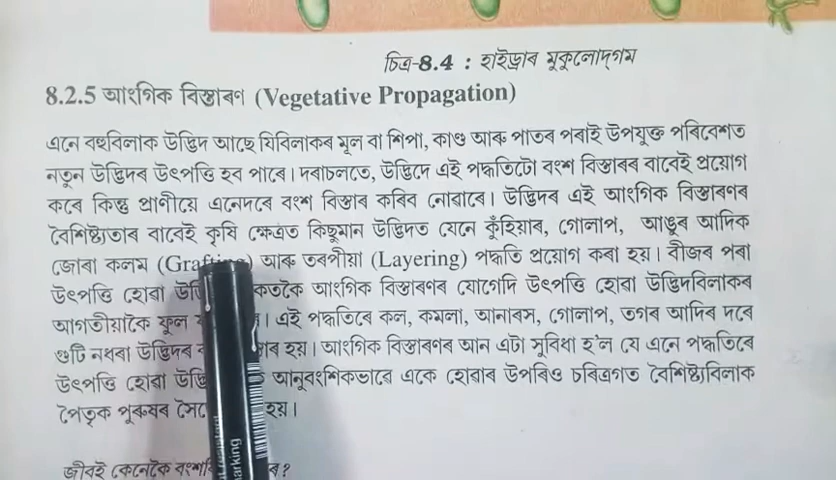 চিত্ৰ-8.4 : হাইড্ৰাৰ মুকুলোদ্গম
8.2.5 আংগিক বিস্তাৰণ (Vegetative Propagation)
এনে বহুবিলাক উদ্ভিদ আছে যিবিলাকৰ মূল বা শিপা, কাণ্ড আৰু পাতৰ পৰাই উপযুক্ত পৰিবেশত
নতুন উদ্ভিদৰ উৎপত্তি হব পাৰে। দৰাচলতে, উদ্ভিদে এই পদ্ধতিটো বংশ বিস্তাৰৰ বাবেই প্ৰয়োগ
কৰে কিন্তু প্ৰাণীয়ে এনেদৰে বংশ বিস্তাৰ কৰিব নোৱাৰে। উদ্ভিদৰ এই আংগিক বিস্তাৰণৰ
বৈশিষ্ট্যতাৰ বাবেই কৃষি ক্ষেত্ৰত কিছুমান উদ্ভিদত যেনে কুঁহিয়াৰ, গোলাপ, আঙুৰ আদিক
জোৰা কলম (Grafting) আৰু তৰপীয়া (Layering) পদ্ধতি প্ৰয়োগ কৰা হয়। বীজৰ পৰা
উৎপত্তি হোৱা কতকৈ আংগিক বিস্তাৰণৰ যোগেদি উৎপত্তি হোৱা উদ্ভিদবিলাকৰ
আগতীয়াকৈ ফুল । এই পদ্ধতিৰে কল, কমলা, আনাৰস, গোলাপ, তগৰ আদিৰ দৰে
গুটি নধৰা উদ্ভিদৰ হয়। আংগিক বিস্তাৰণৰ আন এটা সুবিধা হ'ল যে এনে পদ্ধতিৰে
উৎপত্তি হোৱা আনুবংশিকভাৱে একে হোৱাৰ উপৰিও চৰিত্ৰগত বৈশিষ্ট্যবিলাক
পৈতৃক পুৰুষৰ হয়।
জীৱই কেনেকৈ